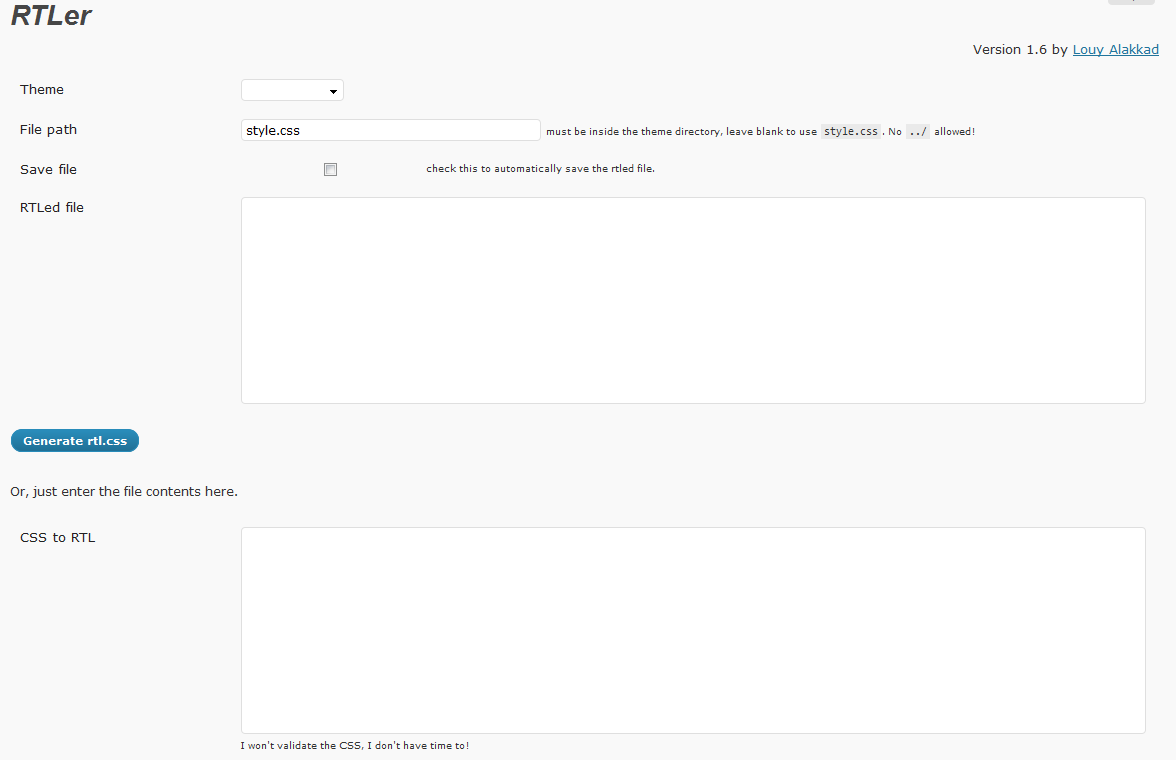 RTLer
Version 1.6 by Louy Alakkad
Theme
File path
style.css
must be inside the theme directory, leave blank to use style.css. No ../ allowed!
Save file
check this to automatically save the rtled file.
RTLed file
Generate rtl.css
Or, just enter the file contents here.
CSS to RTL
I won't validate the CSS, I don't have time to!